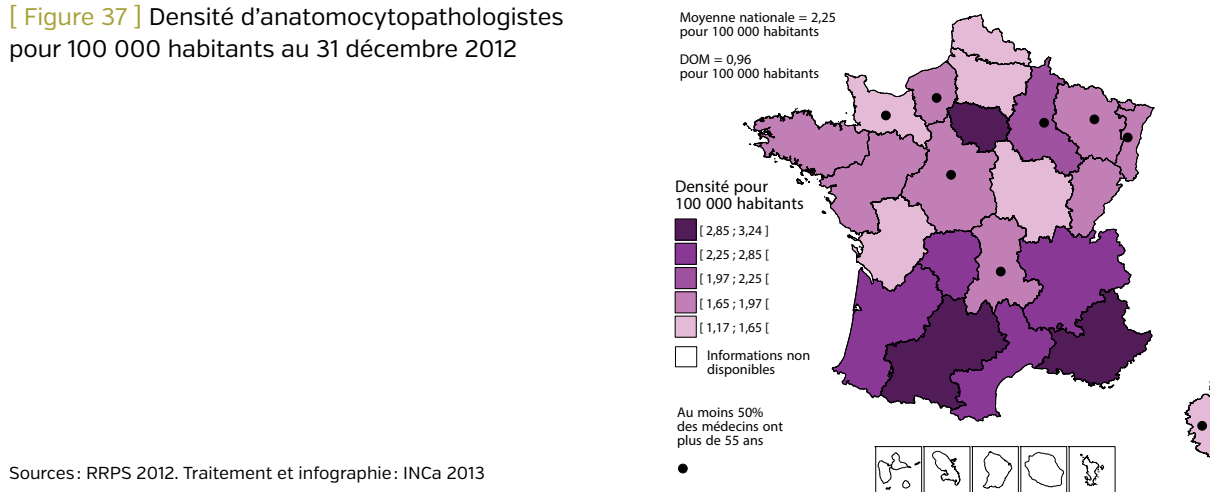 [ Figure 37 ] Densité d’anatomocytopathologistes
pour 100 000 habitants au 31 décembre 2012
Moyenne nationale = 2,25
pour 100 000 habitants
DOM = 0,96
pour 100 000 habitants
Densité pour
100 000 habitants
[ 2,85 ; 3,24 ]
[ 2,25 ; 2,85 [
[ 1,97 ; 2,25 [
[ 1,65 ; 1,97 [
[ 1,17 ; 1,65 [
Informations non
disponibles
Au moins 50%
des médecins ont
plus de 55 ans
Sources : RRPS 2012. Traitement et infographie : INCa 2013